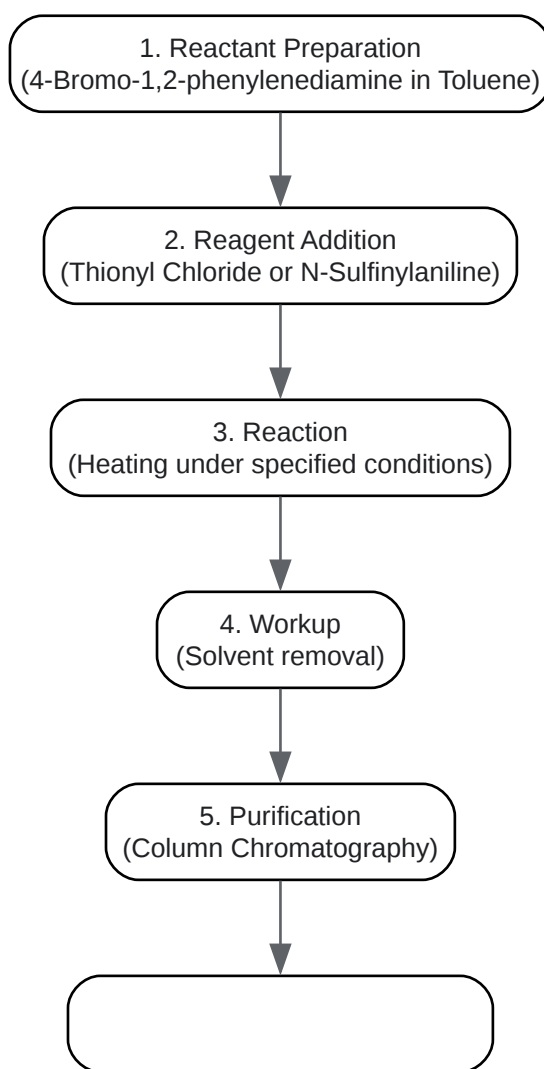 1. Reactant Preparation
(4-Bromo-1,2-phenylenediamine in Toluene)
2. Reagent Addition
(Thionyl Chloride or N-Sulfinylaniline)
3. Reaction
(Heating under specified conditions)
4. Workup
(Solvent removal)
5. Purification
(Column Chromatography)